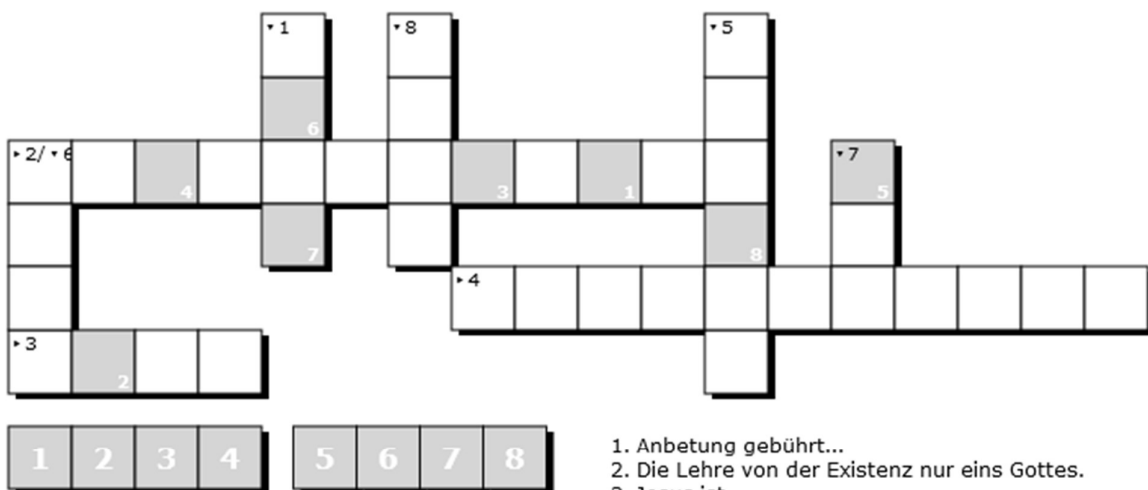 ▾1 ▾8 ▾5
6
▸2/ ▾6 4 3 1 ▾7 5
7 8
▸4
▸3 2
1 2 3 4 5 6 7 8
1. Anbetung gebührt...
2. Die Lehre von der Existenz nur eins Gottes.